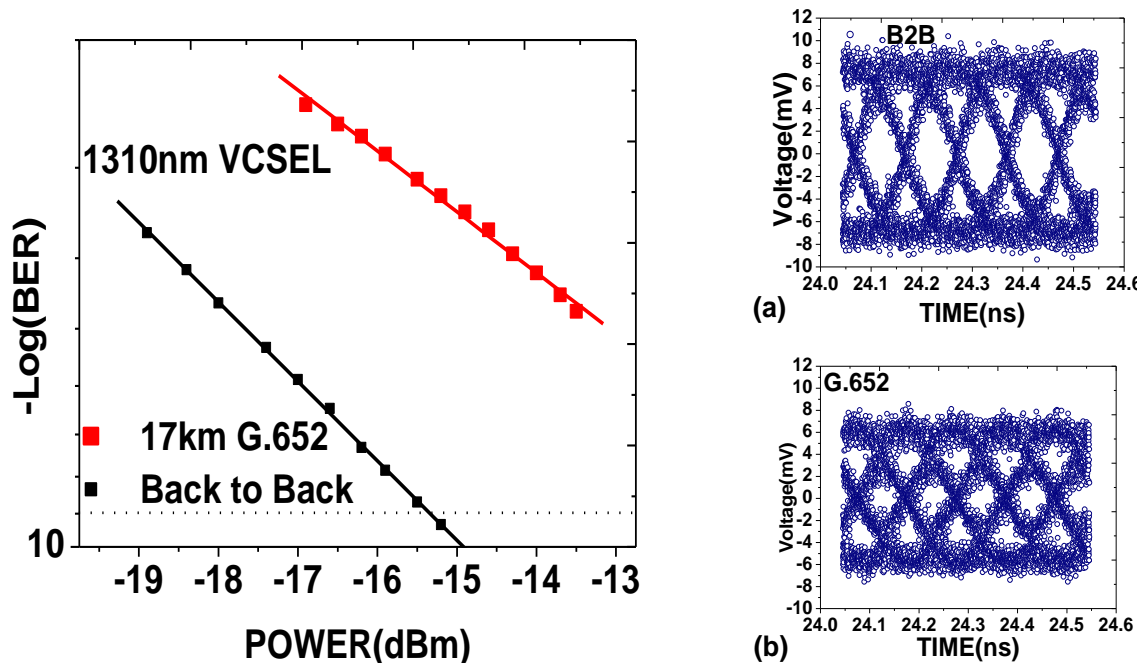 -Log(BER)
1310nm VCSEL
17km G.652
Back to Back
10
-19 -18 -17 -16 -15 -14 -13
POWER(dBm)
B2B
Voltage(mV)
12
10
8
6
4
2
0
-2
-4
-6
-8
-10
24.0 24.1 24.2 24.3 24.4 24.5 24.6
(a)
TIME(ns)
G.652
Voltage(mV)
12
10
8
6
4
2
0
-2
-4
-6
-8
-10
24.0 24.1 24.2 24.3 24.4 24.5 24.6
(b)
TIME(ns)